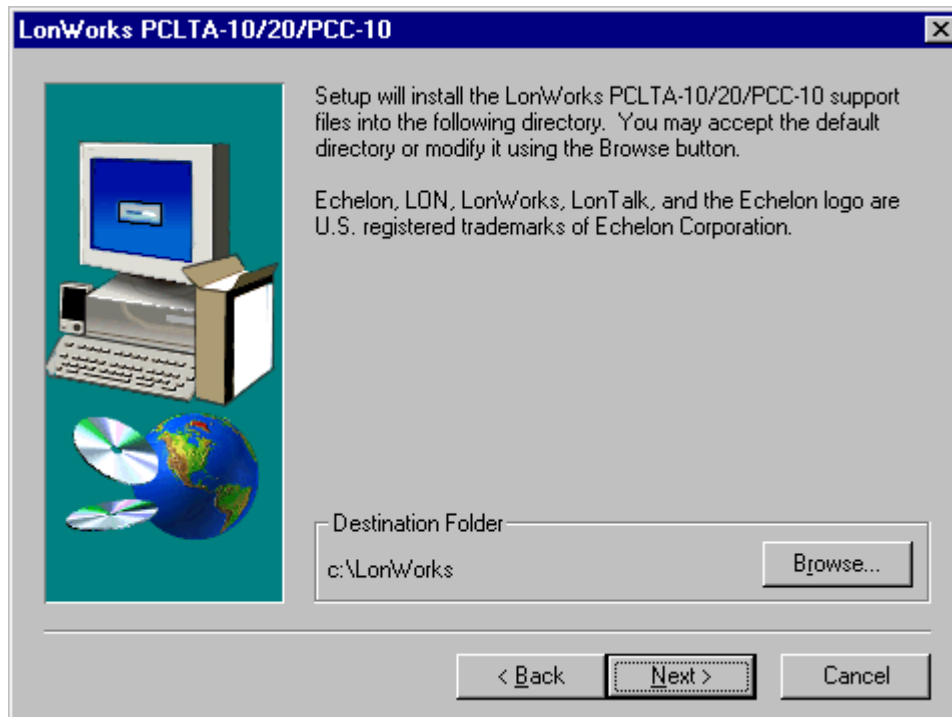 LonWorks PCLTA-10/20/PCC-10
Setup will install the LonWorks PCLTA-10/20/PCC-10 support
files into the following directory.  You may accept the default
directory or modify it using the Browse button.
Echelon, LON, LonWorks, LonTalk, and the Echelon logo are
U.S. registered trademarks of Echelon Corporation.
Destination Folder
c:\LonWorks
Browse...
< Back
Next >
Cancel